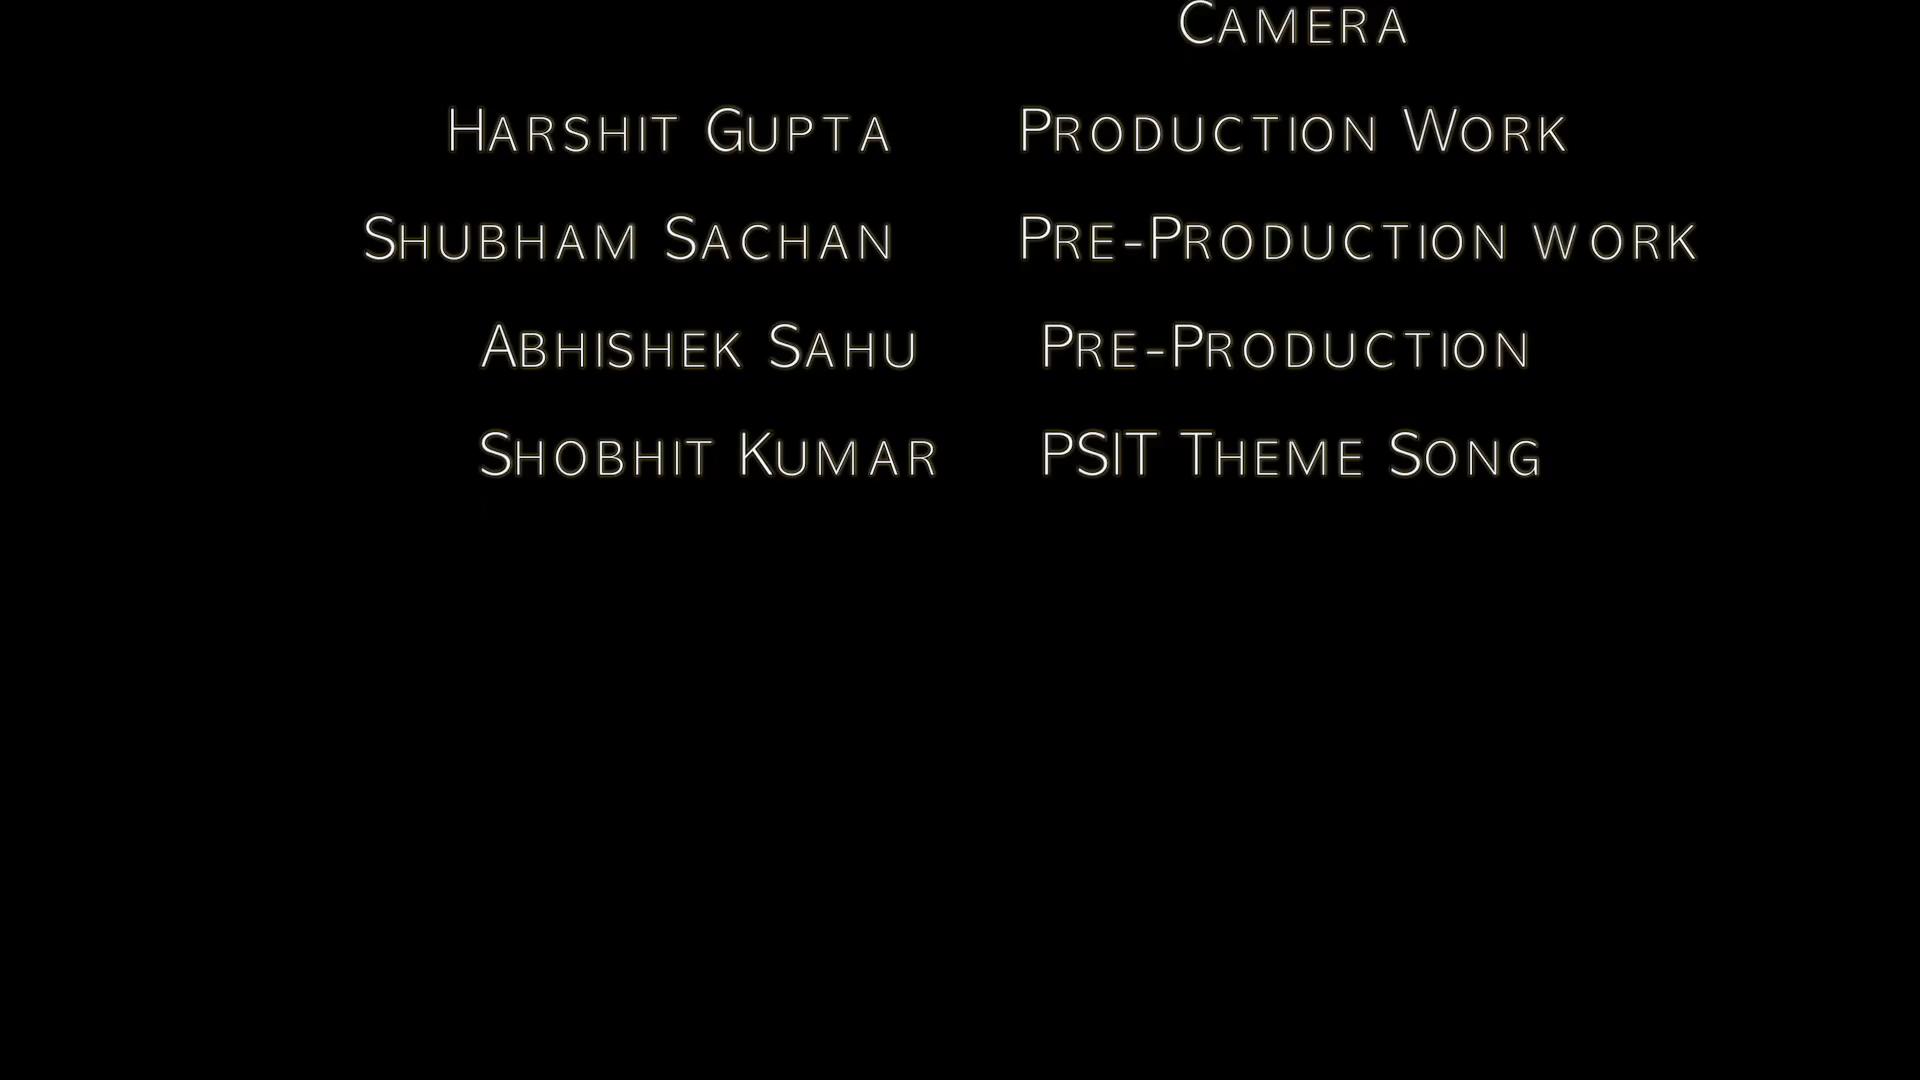 Camera
Harshit Gupta Production Work
Shubham Sachan Pre-Production work
Abhishek Sahu Pre-Production
Shobhit Kumar PSIT Theme Song